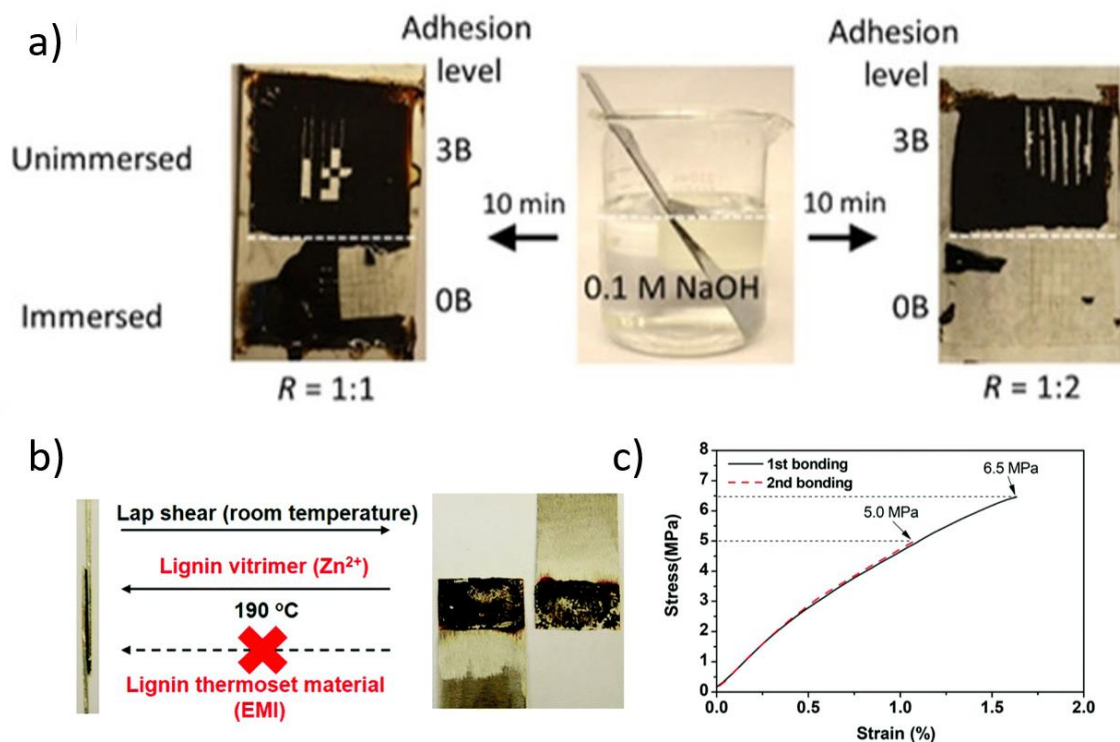 a)
Adhesion
level
Adhesion
level
Unimmersed
3B
3B
10 min
10 min
0.1 M NaOH
Immersed
0B
0B
R = 1:1
R = 1:2
b)
Lap shear (room temperature)
Lignin vitrimer (Zn²⁺)
190 °C
Lignin thermoset material
(EMI)
c)
8
7
6
5
4
3
2
1
0
Stress(MPa)
1st bonding
2nd bonding
6.5 MPa
5.0 MPa
0.0
0.5
1.0
1.5
2.0
Strain (%)